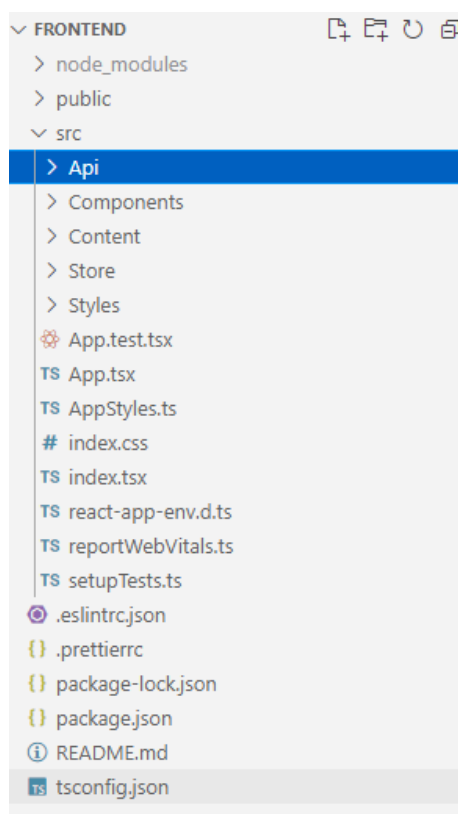 FRONTEND
node_modules
public
src
Api
Components
Content
Store
Styles
App.test.tsx
TS App.tsx
TS AppStyles.ts
# index.css
TS index.tsx
TS react-app-env.d.ts
TS reportWebVitals.ts
TS setupTests.ts
.eslintrc.json
{} .prettierrc
{} package-lock.json
{} package.json
README.md
TS tsconfig.json